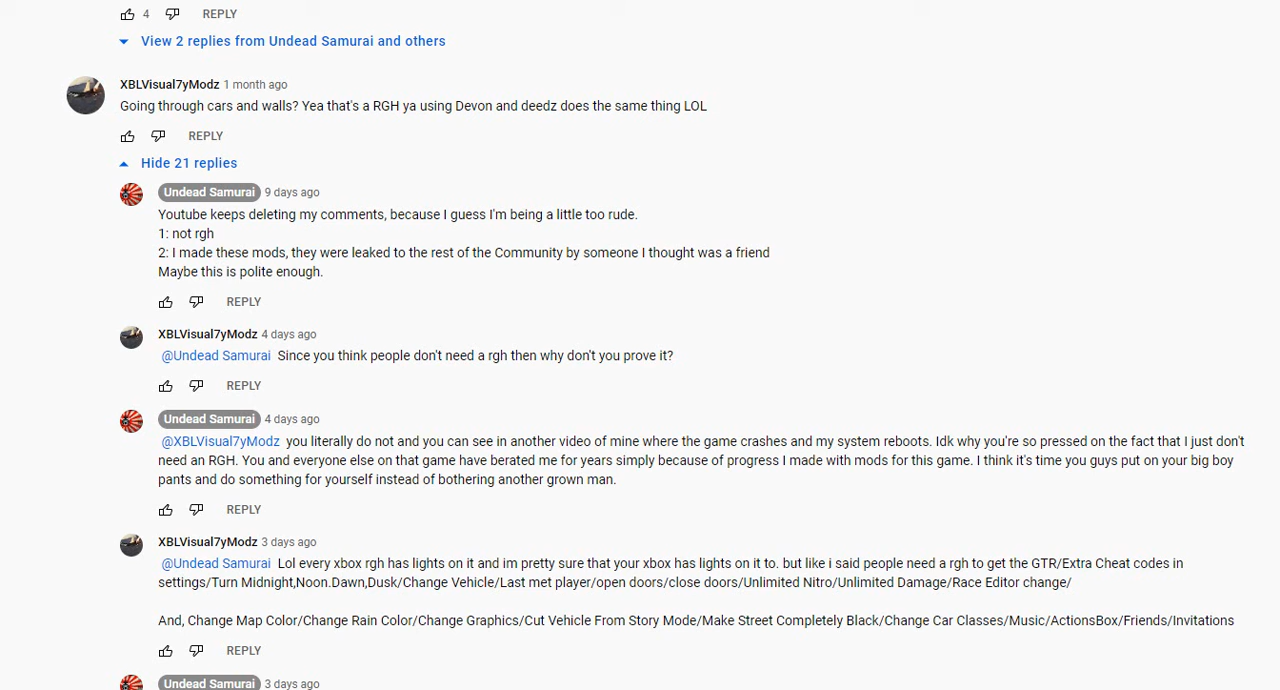 4 REPLY
View 2 replies from Undead Samurai and others
XBLVisual7yModz 1 month ago
Going through cars and walls? Yea that's a RGH ya using Devon and deedz does the same thing LOL
REPLY
Hide 21 replies
Undead Samurai 9 days ago
Youtube keeps deleting my comments, because I guess I'm being a little too rude.
1: not rgh
2: I made these mods, they were leaked to the rest of the Community by someone I thought was a friend
Maybe this is polite enough.
REPLY
XBLVisual7yModz 4 days ago
@Undead Samurai Since you think people don't need a rgh then why don't you prove it?
REPLY
Undead Samurai 4 days ago
@XBLVisual7yModz you literally do not and you can see in another video of mine where the game crashes and my system reboots. Idk why you're so pressed on the fact that I just don't
need an RGH. You and everyone else on that game have berated me for years simply because of progress I made with mods for this game. I think it's time you guys put on your big boy
pants and do something for yourself instead of bothering another grown man.
REPLY
XBLVisual7yModz 3 days ago
@Undead Samurai Lol every xbox rgh has lights on it and im pretty sure that your xbox has lights on it to. but like i said people need a rgh to get the GTR/Extra Cheat codes in
settings/Turn Midnight,Noon.Dawn,Dusk/Change Vehicle/Last met player/open doors/close doors/Unlimited Nitro/Unlimited Damage/Race Editor change/
And, Change Map Color/Change Rain Color/Change Graphics/Cut Vehicle From Story Mode/Make Street Completely Black/Change Car Classes/Music/ActionsBox/Friends/Invitations
REPLY
Undead Samurai 3 days ago